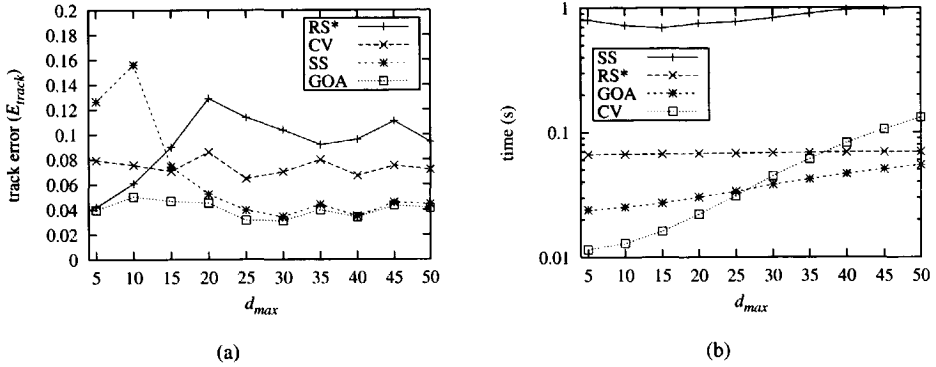 0.2
0.18
0.16
0.14
0.12
0.1
0.08
0.06
0.04
0.02
0
track error (E_track)
RS*
CV
SS
GOA
5 10 15 20 25 30 35 40 45 50
d_max
(a)
1
0.1
0.01
time (s)
SS
RS*
GOA
CV
5 10 15 20 25 30 35 40 45 50
d_max
(b)